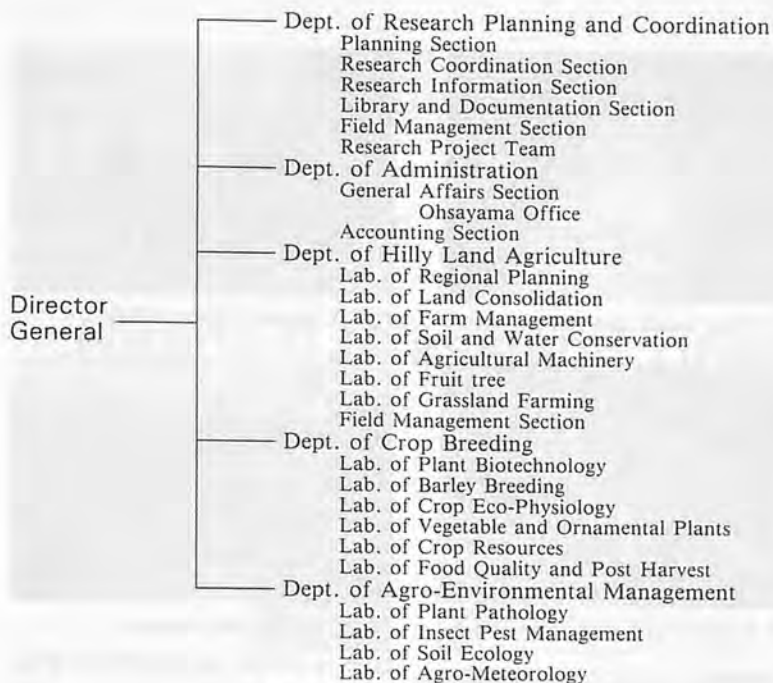 Dept. of Research Planning and Coordination
Planning Section
Research Coordination Section
Research Information Section
Library and Documentation Section
Field Management Section
Research Project Team
Dept. of Administration
General Affairs Section
Ohsayama Office
Accounting Section
Dept. of Hilly Land Agriculture
Lab. of Regional Planning
Lab. of Land Consolidation
Lab. of Farm Management
Lab. of Soil and Water Conservation
Lab. of Agricultural Machinery
Lab. of Fruit tree
Lab. of Grassland Farming
Field Management Section
Director
General
Dept. of Crop Breeding
Lab. of Plant Biotechnology
Lab. of Barley Breeding
Lab. of Crop Eco-Physiology
Lab. of Vegetable and Ornamental Plants
Lab. of Crop Resources
Lab. of Food Quality and Post Harvest
Dept. of Agro-Environmental Management
Lab. of Plant Pathology
Lab. of Insect Pest Management
Lab. of Soil Ecology
Lab. of Agro-Meteorology